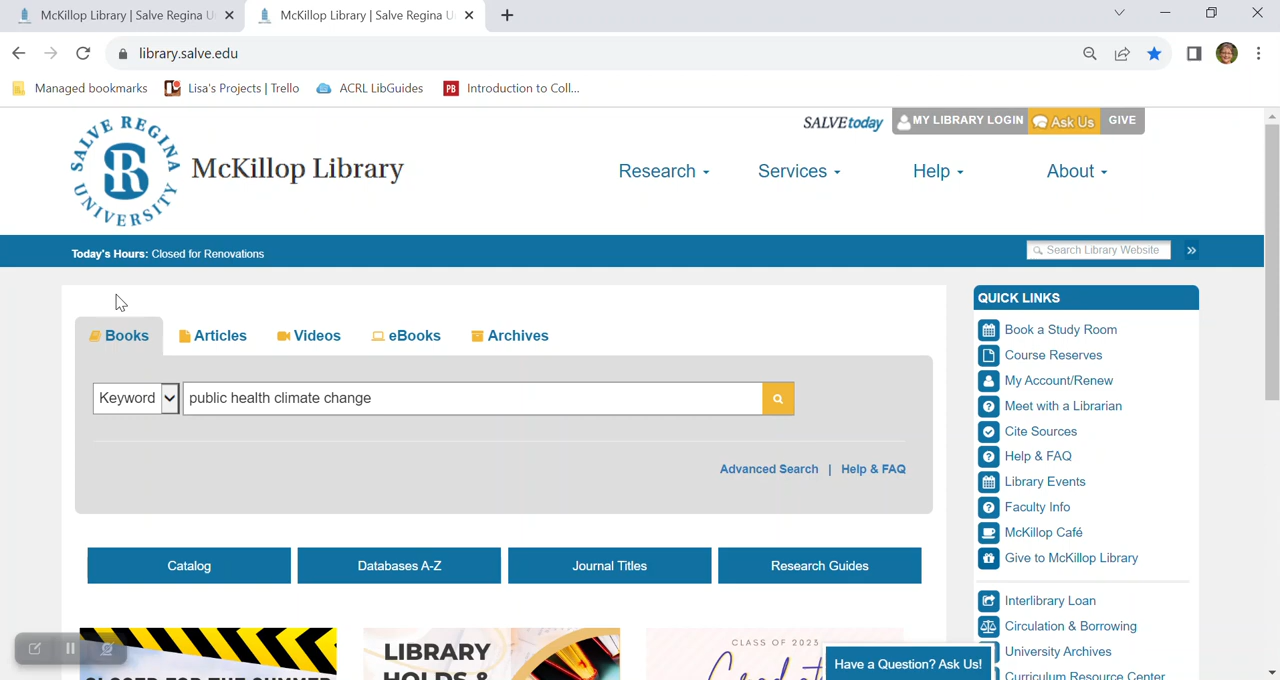 McKillop Library | Salve Regina U
McKillop Library | Salve Regina U
library.salve.edu
Managed bookmarks
Lisa's Projects | Trello
ACRL LibGuides
PB Introduction to Coll...
SALVE REGINA UNIVERSITY
McKillop Library
SALVEtoday
MY LIBRARY LOGIN
Ask Us
GIVE
Research
Services
Help
About
Today's Hours: Closed for Renovations
Search Library Website »
Books
Articles
Videos
eBooks
Archives
Keyword
public health climate change
Advanced Search | Help & FAQ
Catalog
Databases A-Z
Journal Titles
Research Guides
QUICK LINKS
Book a Study Room
Course Reserves
My Account/Renew
Meet with a Librarian
Cite Sources
Help & FAQ
Library Events
Faculty Info
McKillop Café
Give to McKillop Library
Interlibrary Loan
Circulation & Borrowing
University Archives
Curriculum Resource Center
CLOSED FOR THE SUMMER
LIBRARY
HOLDS &
CLASS OF 2023
Have a Question? Ask Us!